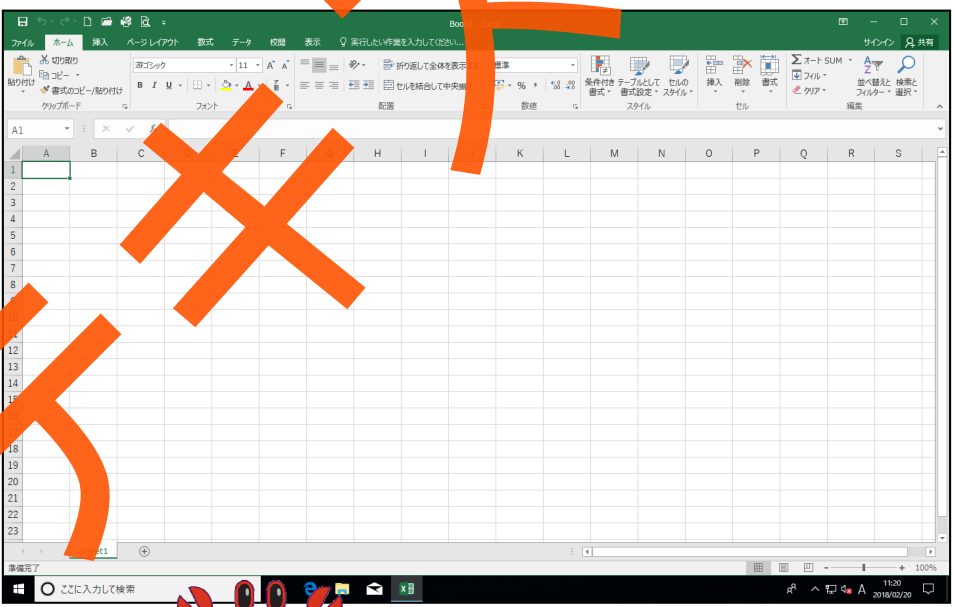 Book1 - Excel
ファイル ホーム 挿入 ページ レイアウト 数式 データ 校閲 表示 実行したい作業を入力してください... サインイン 共有
貼り付け
切り取り
コピー
書式のコピー/貼り付け
クリップボード
游ゴシック 11
B I U
フォント
折り返して全体を表示する
セルを結合して中央揃え
配置
標準
数値
条件付き書式
テーブルとして書式設定
セルのスタイル
スタイル
挿入 削除 書式
セル
オート SUM
フィル
クリア
並べ替えとフィルター
検索と選択
編集
A1
A B C D E F G H I J K L M N O P Q R S
1
2
3
4
5
6
7
8
9
10
11
12
13
14
15
16
17
18
19
20
21
22
23
Sheet1
準備完了 100%
ここに入力して検索 A 11:20
2018/02/20